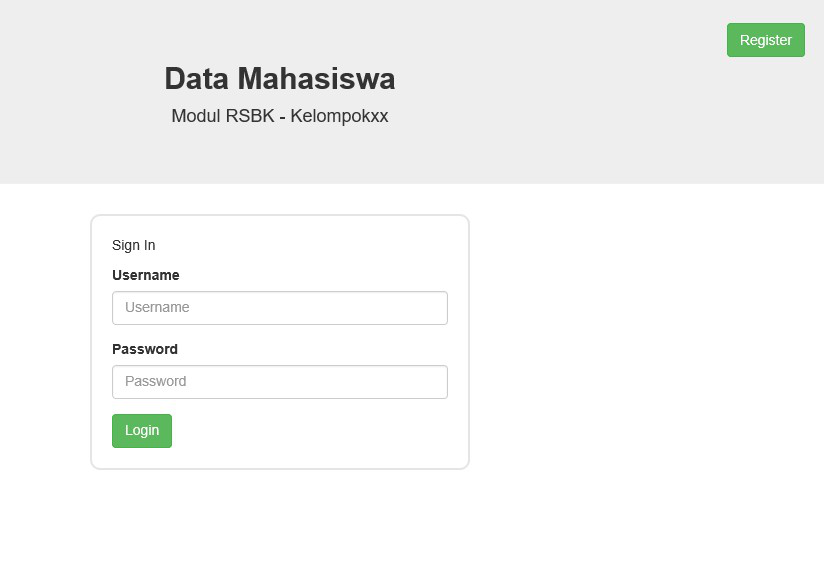 Register
Data Mahasiswa
Modul RSBK - Kelompokxx
Sign In
Username
Username
Password
Password
Login